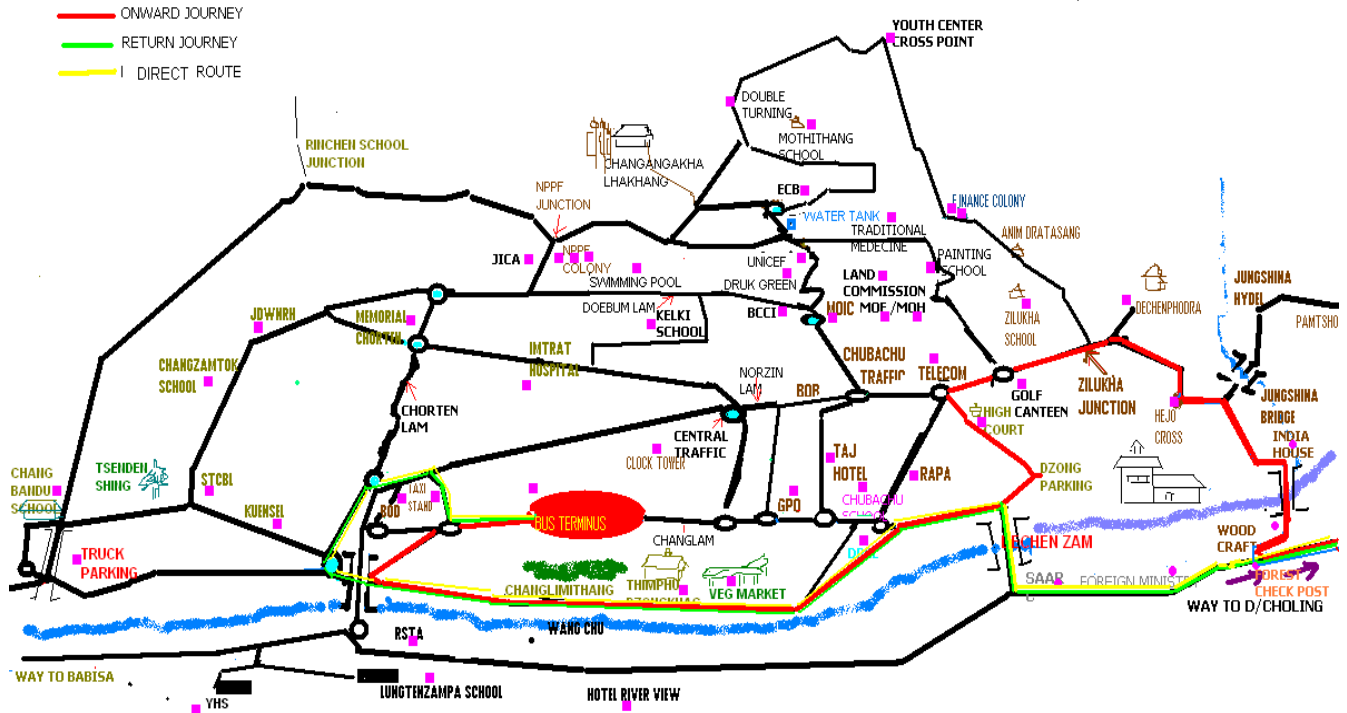 ONWARD JOURNEY
RETURN JOURNEY
DIRECT ROUTE
YOUTH CENTER
CROSS POINT
DOUBLE
TURNING
MOTHITHANG
SCHOOL
RINCHEN SCHOOL
JUNCTION
CHANGANGAKHA
LHAKHANG
NPPF
JUNCTION
ECB
WATER TANK
FINANCE COLONY
TRADITIONAL
MEDECINE
ANIM DRATASANG
JICA
NPPF
COLONY
SWIMMING POOL
UNICEF
DRUK GREEN
LAND
COMMISSION
MOF /MOH
PAINTING
SCHOOL
JUNGSHINA
HYDEL
DECHENPHODRA
PAMTSHO
DOEBUM LAM
KELKI
SCHOOL
BCCI
ZILUKHA
SCHOOL
JDWNRH
MEMORIAL
CHORTEN
IMTRAT
HOSPITAL
CHUBACHU
TRAFFIC
TELECOM
CHANGZAMTOK
SCHOOL
NORZIN
LAM
BOB
GOLF
CANTEEN
ZILUKHA
JUNCTION
JUNGSHINA
BRIDGE
CHORTEN
LAM
CENTRAL
TRAFFIC
HIGH
COURT
HEJO
CROSS
INDIA
HOUSE
CLOCK TOWER
TAJ
HOTEL
RAPA
DZONG
PARKING
CHANG
BANDU
SCHOOL
TSENDEN
SHING
STCBL
KUENSEL
TAXI
STAND
BOD
BUS TERMINUS
GPO
CHUBACHU
SCHOOL
CHANGLAM
WOOD
CRAFT
TRUCK
PARKING
CHANGLIMITHANG
THIMPHU
VEG MARKET
SAAR
FOREIGN MINISTR
FOREST
CHECK POST
WAY TO D/CHOLING
RSTA
WANG CHU
WAY TO BABISA
LUNGTENZAMPA SCHOOL
HOTEL RIVER VIEW
YHS